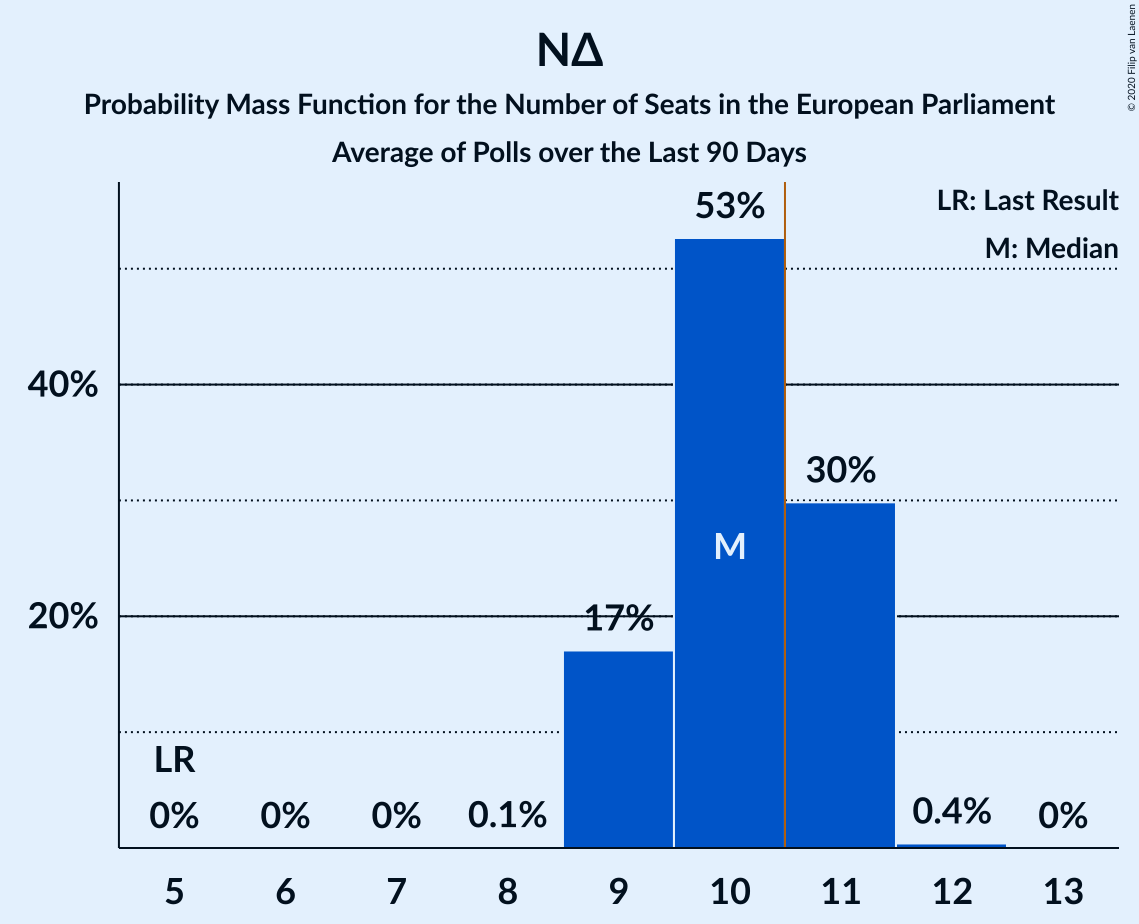 ΝΔ
Probability Mass Function for the Number of Seats in the European Parliament
Average of Polls over the Last 90 Days
© 2020 Filip van Laenen
LR: Last Result
M: Median
53%
40%
30%
M
20%
17%
LR
0%
0%
0%
0.1%
0.4%
0%
5
6
7
8
9
10
11
12
13